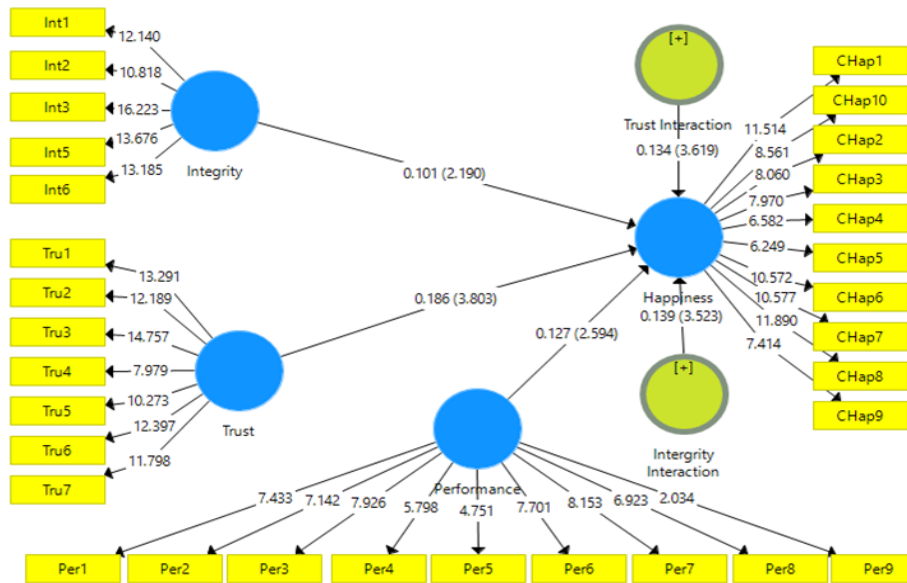 Int1
Int2
Int3
Int5
Int6
12.140
10.818
16.223
13.676
13.185
Integrity
Tru1
Tru2
Tru3
Tru4
Tru5
Tru6
Tru7
13.291
12.189
14.757
7.979
10.273
12.397
11.798
Trust
0.101 (2.190)
0.186 (3.803)
0.127 (2.594)
[+]
Trust Interaction
0.134 (3.619)
Happiness
0.139 (3.523)
[+]
Intergrity
Interaction
11.514
8.561
8.060
7.970
6.582
6.249
10.572
10.577
11.890
7.414
CHap1
CHap10
CHap2
CHap3
CHap4
CHap5
CHap6
CHap7
CHap8
CHap9
Performance
7.433
7.142
7.926
5.798
4.751
7.701
8.153
6.923
2.034
Per1
Per2
Per3
Per4
Per5
Per6
Per7
Per8
Per9